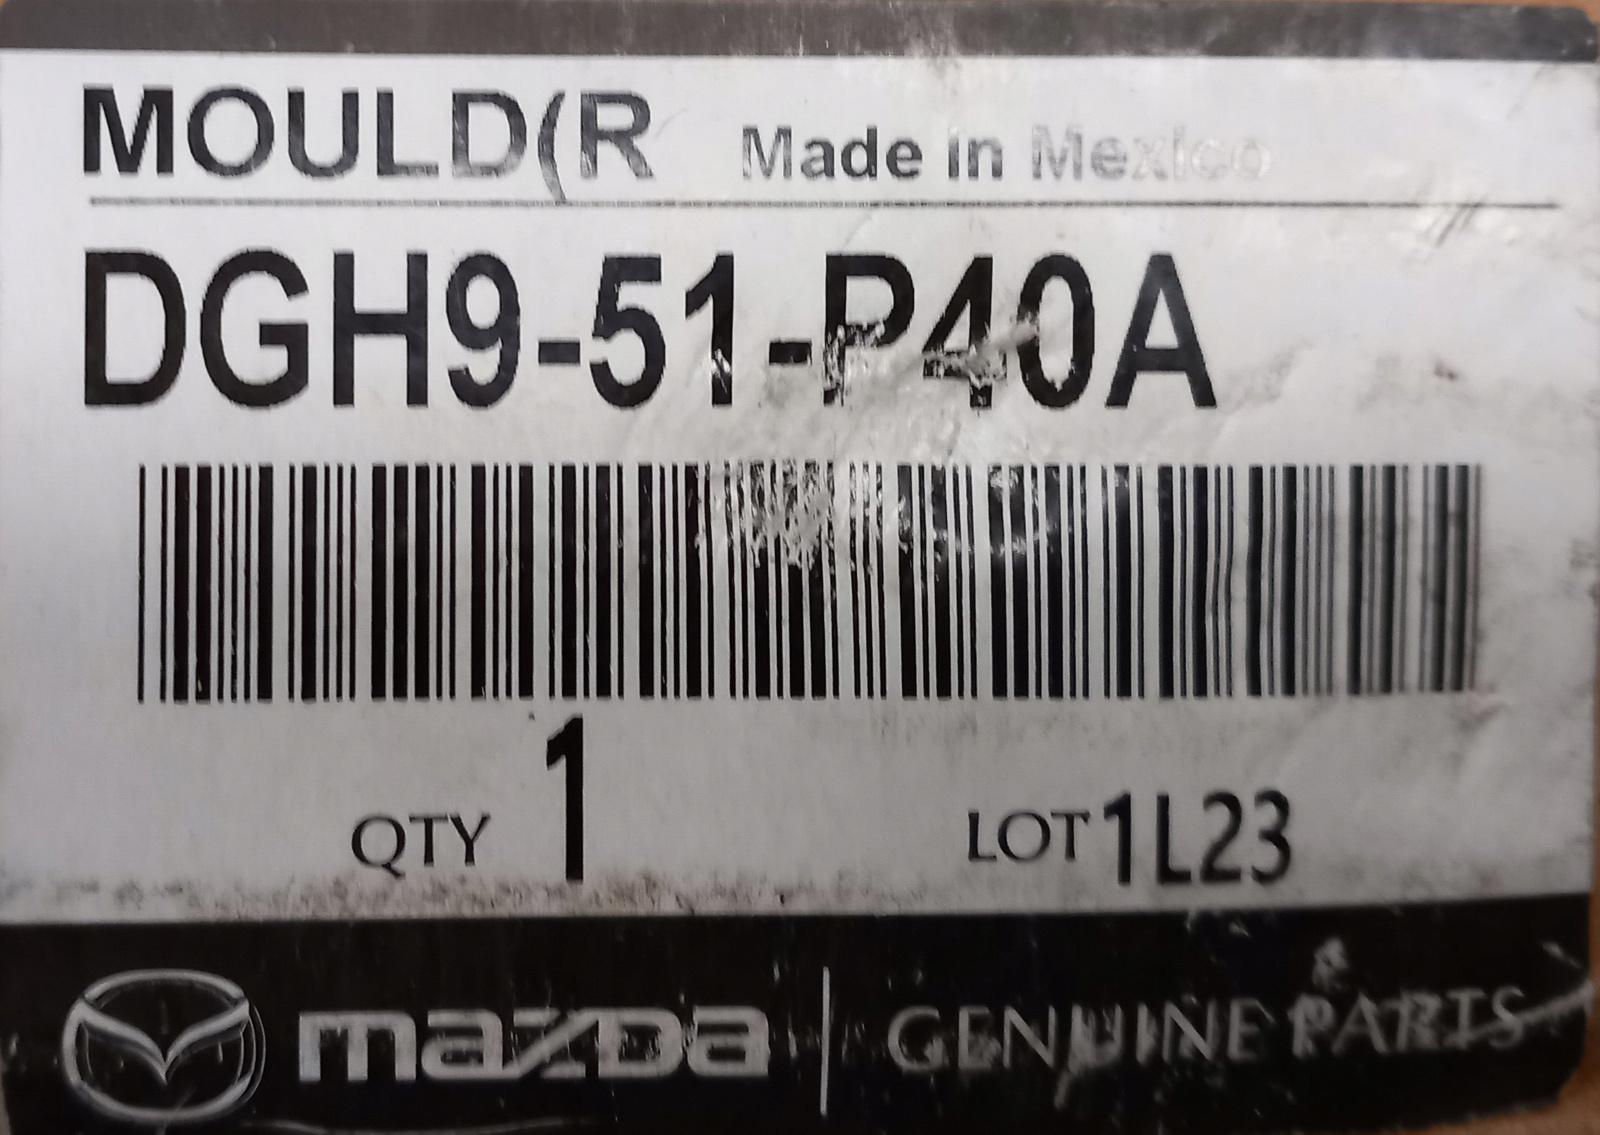 MOULD(R Made in Mexico
DGH9-51-P40A
QTY 1 LOT 1L23
mazda GENUINE PARTS